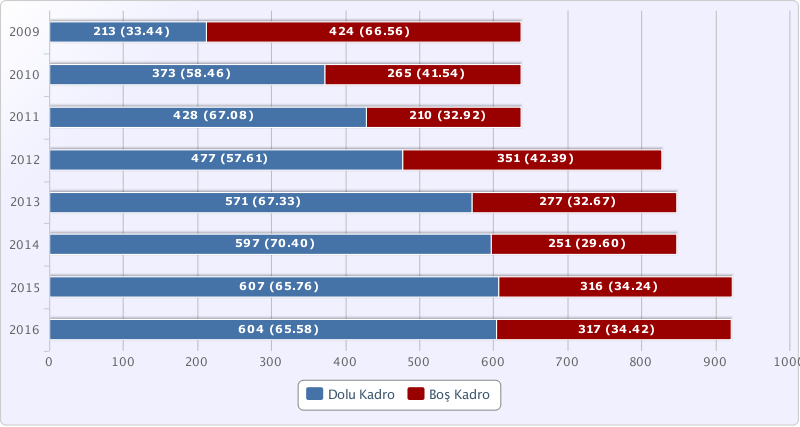 2009 213 (33.44) 424 (66.56)
2010 373 (58.46) 265 (41.54)
2011 428 (67.08) 210 (32.92)
2012 477 (57.61) 351 (42.39)
2013 571 (67.33) 277 (32.67)
2014 597 (70.40) 251 (29.60)
2015 607 (65.76) 316 (34.24)
2016 604 (65.58) 317 (34.42)
0 100 200 300 400 500 600 700 800 900 1000
Dolu Kadro Boş Kadro